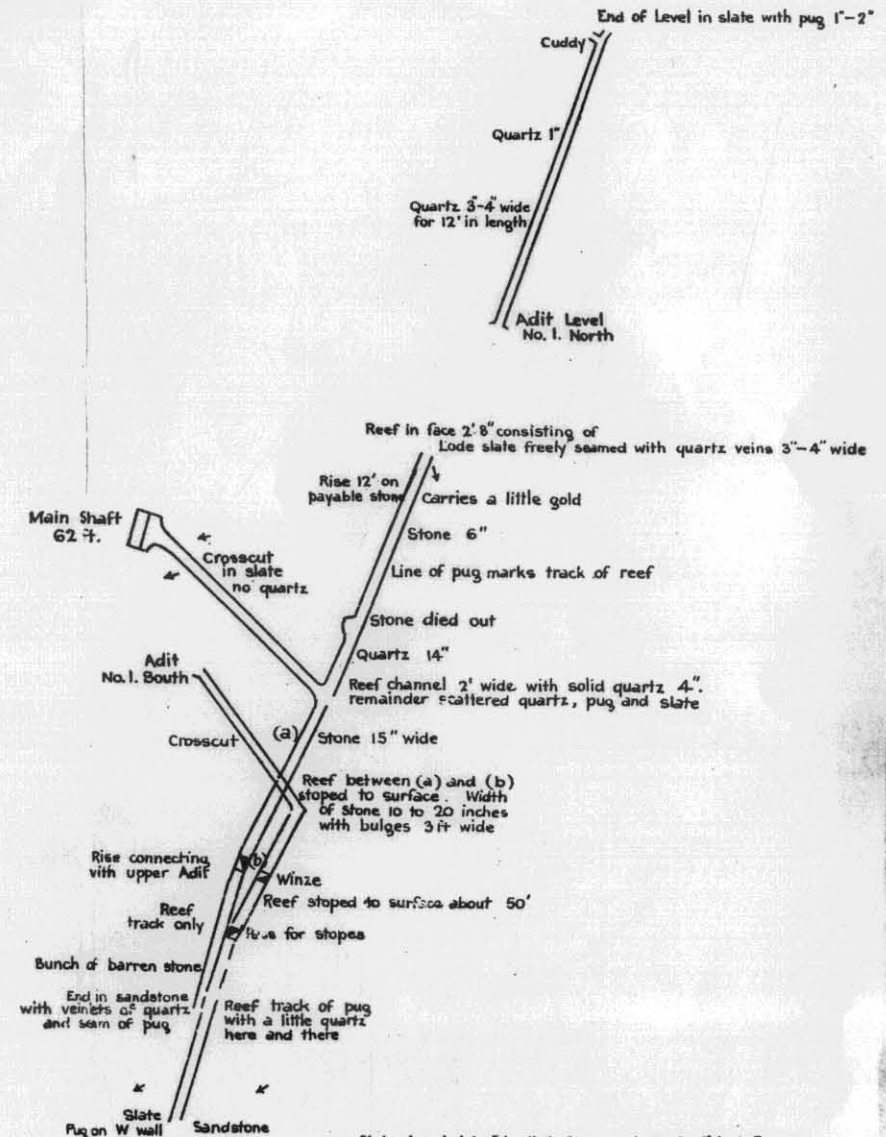 End of Level in slate with pug 1"-2"
Cuddy
Quartz 1"
Quartz 3"-4" wide
for 12' in length
Adit Level
No. 1. North
Reef in face 2' 8" consisting of
Lode slate freely seamed with quartz veins 3"-4" wide
Rise 12' on
payable stone
Carries a little gold
Main Shaft
62 ft.
Stone 6"
Crosscut
in slate
no quartz
Line of pug marks track of reef
Stone died out
Adit
No. 1. South
Quartz 14"
Reef channel 2' wide with solid quartz 4".
remainder scattered quartz, pug and slate
(a)
Stone 15" wide
Crosscut
Reef between (a) and (b)
stoped to surface. Width
of Stone 10 to 20 inches
with bulges 3 ft wide
Rise connecting
with upper Adit
(b)
Winze
Reef stoped to surface about 50'
Reef
track only
for stopes
Bunch of barren stone
End in sandstone
with veinlets of quartz
and seam of pug
Reef track of pug
with a little quartz
here and there
Slate
Pug on W wall
Sandstone